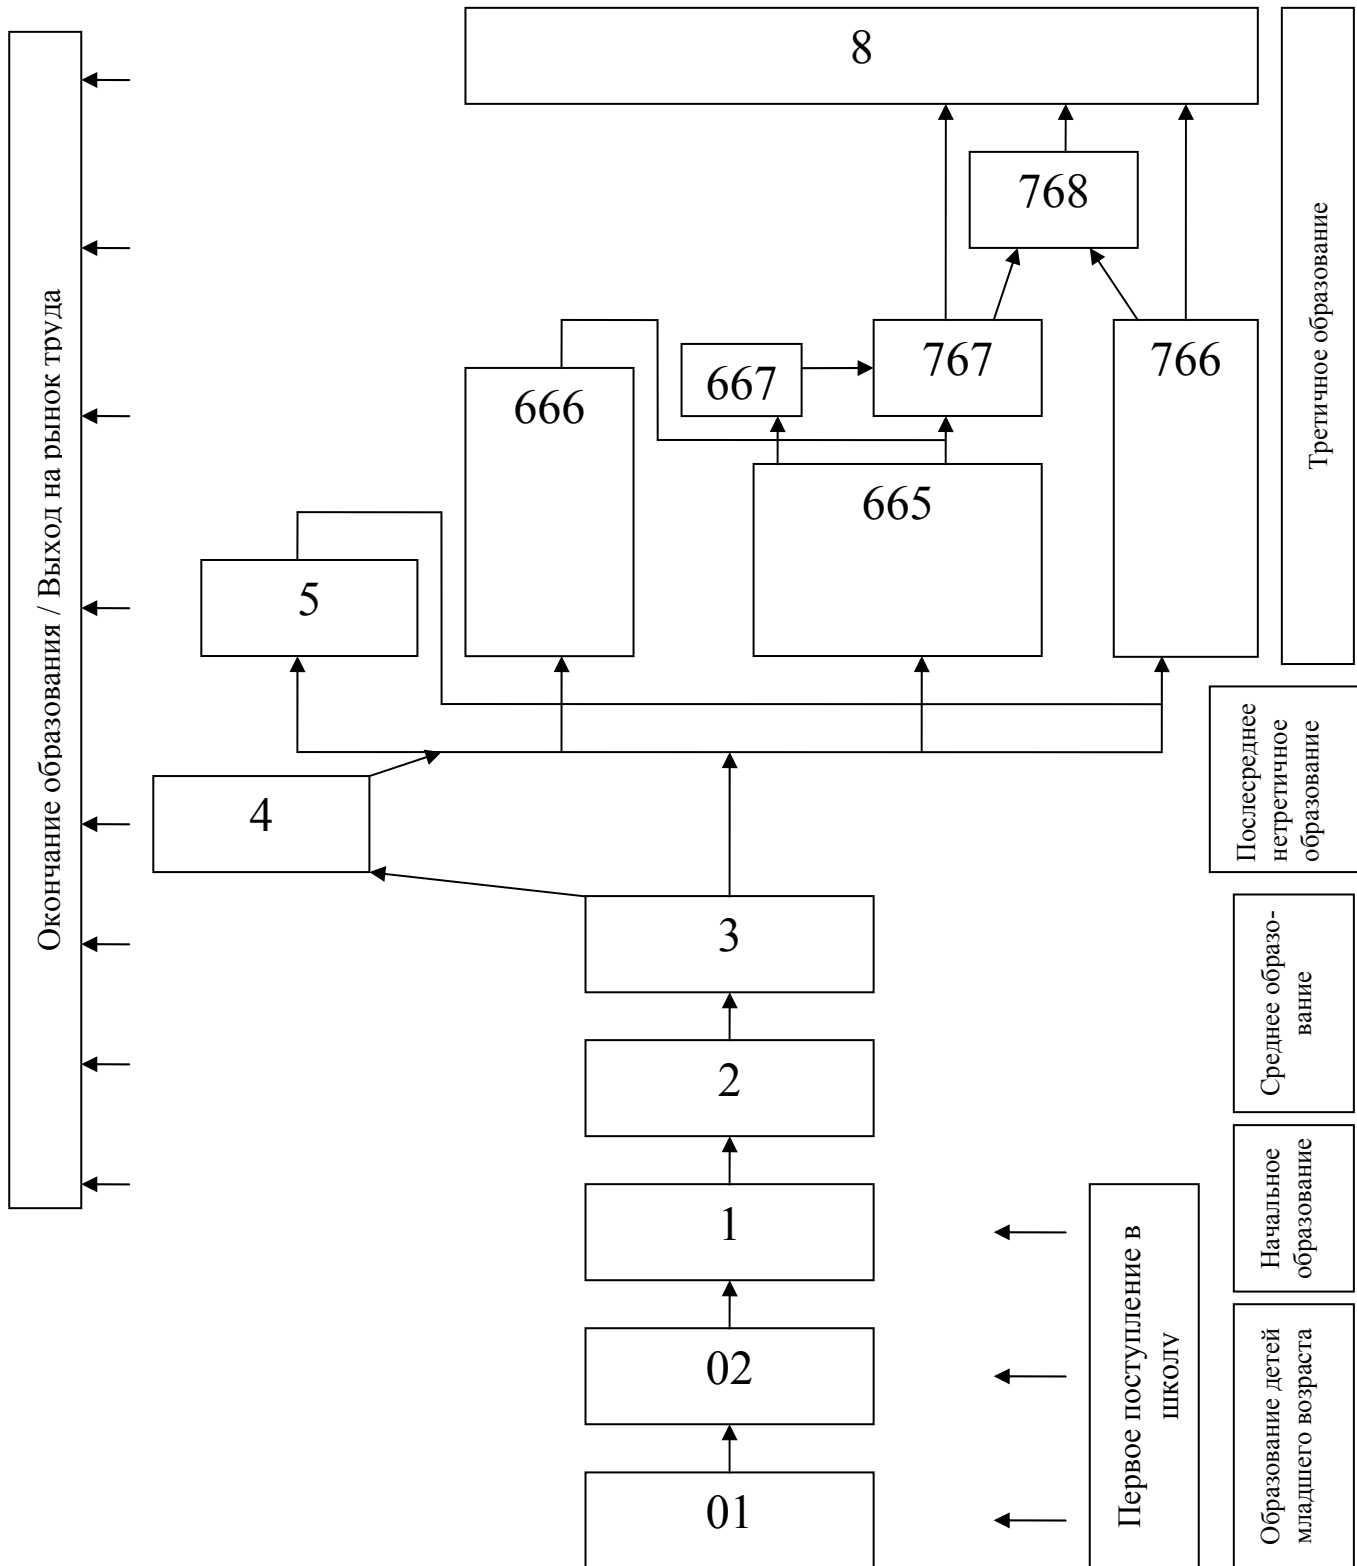 8
768
767
766
667
666
665
5
4
3
2
1
02
01
Окончание образования / Выход на рынок труда
Третичное образование
Послесреднее
нетретичное
образование
Среднее образо-
вание
Начальное
образование
Образование детей
младшего возраста
Первое поступление в
школу